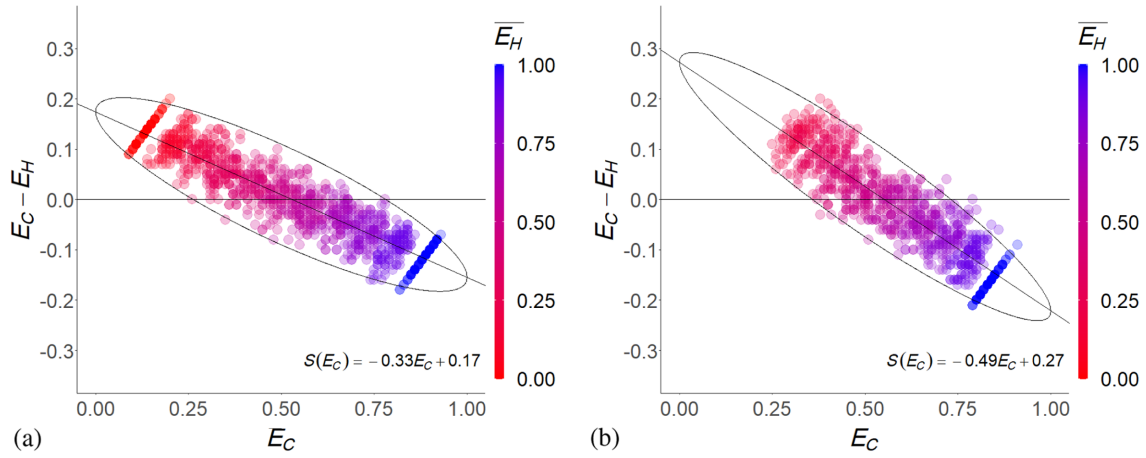 E_H
1.00
0.75
0.50
0.25
0.00
0.3
0.2
0.1
0.0
-0.1
-0.2
-0.3
E_C – E_H
S(E_C) = – 0.33E_C + 0.17
0.00 0.25 0.50 0.75 1.00
E_C
(a)
E_H
1.00
0.75
0.50
0.25
0.00
0.3
0.2
0.1
0.0
-0.1
-0.2
-0.3
E_C – E_H
S(E_C) = – 0.49E_C + 0.27
0.00 0.25 0.50 0.75 1.00
E_C
(b)